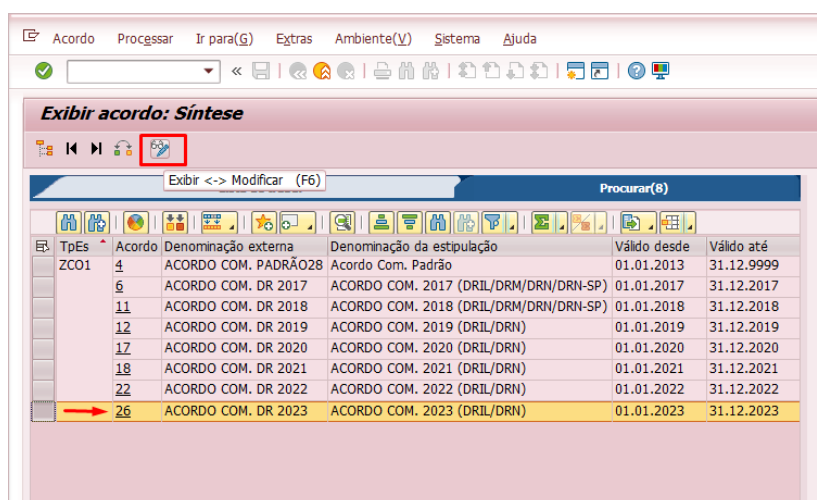 Acordo Processar Ir para(G) Extras Ambiente(V) Sistema Ajuda
Exibir acordo: Síntese
Exibir <-> Modificar (F6)
Procurar(8)
TpEs Acordo Denominação externa Denominação da estipulação Válido desde Válido até
ZCO1 4 ACORDO COM. PADRÃO28 Acordo Com. Padrão 01.01.2013 31.12.9999
6 ACORDO COM. DR 2017 ACORDO COM. 2017 (DRIL/DRM/DRN/DRN-SP) 01.01.2017 31.12.2017
11 ACORDO COM. DR 2018 ACORDO COM. 2018 (DRIL/DRM/DRN/DRN-SP) 01.01.2018 31.12.2018
12 ACORDO COM. DR 2019 ACORDO COM. 2019 (DRIL/DRN) 01.01.2019 31.12.2019
17 ACORDO COM. DR 2020 ACORDO COM. 2020 (DRIL/DRN) 01.01.2020 31.12.2020
18 ACORDO COM. DR 2021 ACORDO COM. 2021 (DRIL/DRN) 01.01.2021 31.12.2021
22 ACORDO COM. DR 2022 ACORDO COM. 2022 (DRIL/DRN) 01.01.2022 31.12.2022
26 ACORDO COM. DR 2023 ACORDO COM. 2023 (DRIL/DRN) 01.01.2023 31.12.2023